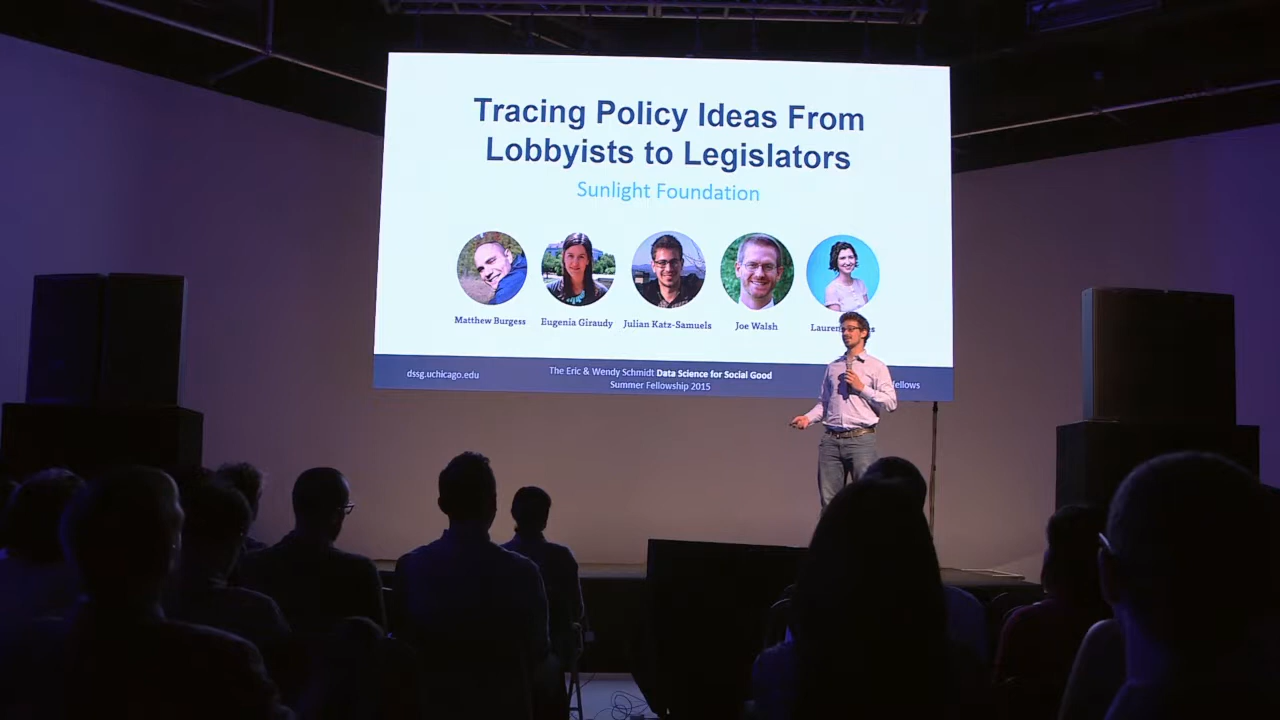 Tracing Policy Ideas From
Lobbyists to Legislators
Sunlight Foundation
Matthew Burgess
Eugenia Giraudy
Julian Katz-Samuels
Joe Walsh
dssg.uchicago.edu
The Eric & Wendy Schmidt Data Science for Social Good
Summer Fellowship 2015
fellows